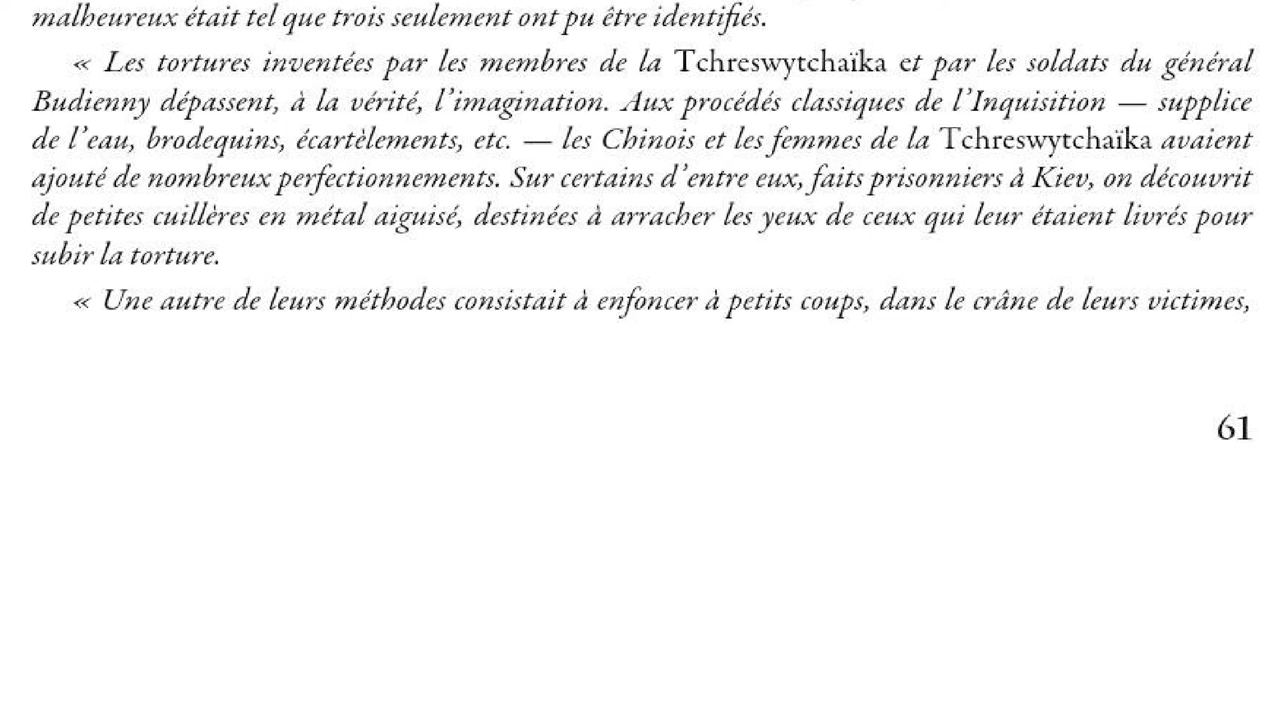 malheureux était tel que trois seulement ont pu être identifiés.
« Les tortures inventées par les membres de la Tchreswytchaïka et par les soldats du général
Budienny dépassent, à la vérité, l'imagination. Aux procédés classiques de l'Inquisition — supplice
de l'eau, brodequins, écartèlements, etc. — les Chinois et les femmes de la Tchreswytchaïka avaient
ajouté de nombreux perfectionnements. Sur certains d'entre eux, faits prisonniers à Kiev, on découvrit
de petites cuillères en métal aiguisé, destinées à arracher les yeux de ceux qui leur étaient livrés pour
subir la torture.
« Une autre de leurs méthodes consistait à enfoncer à petits coups, dans le crâne de leurs victimes,
61